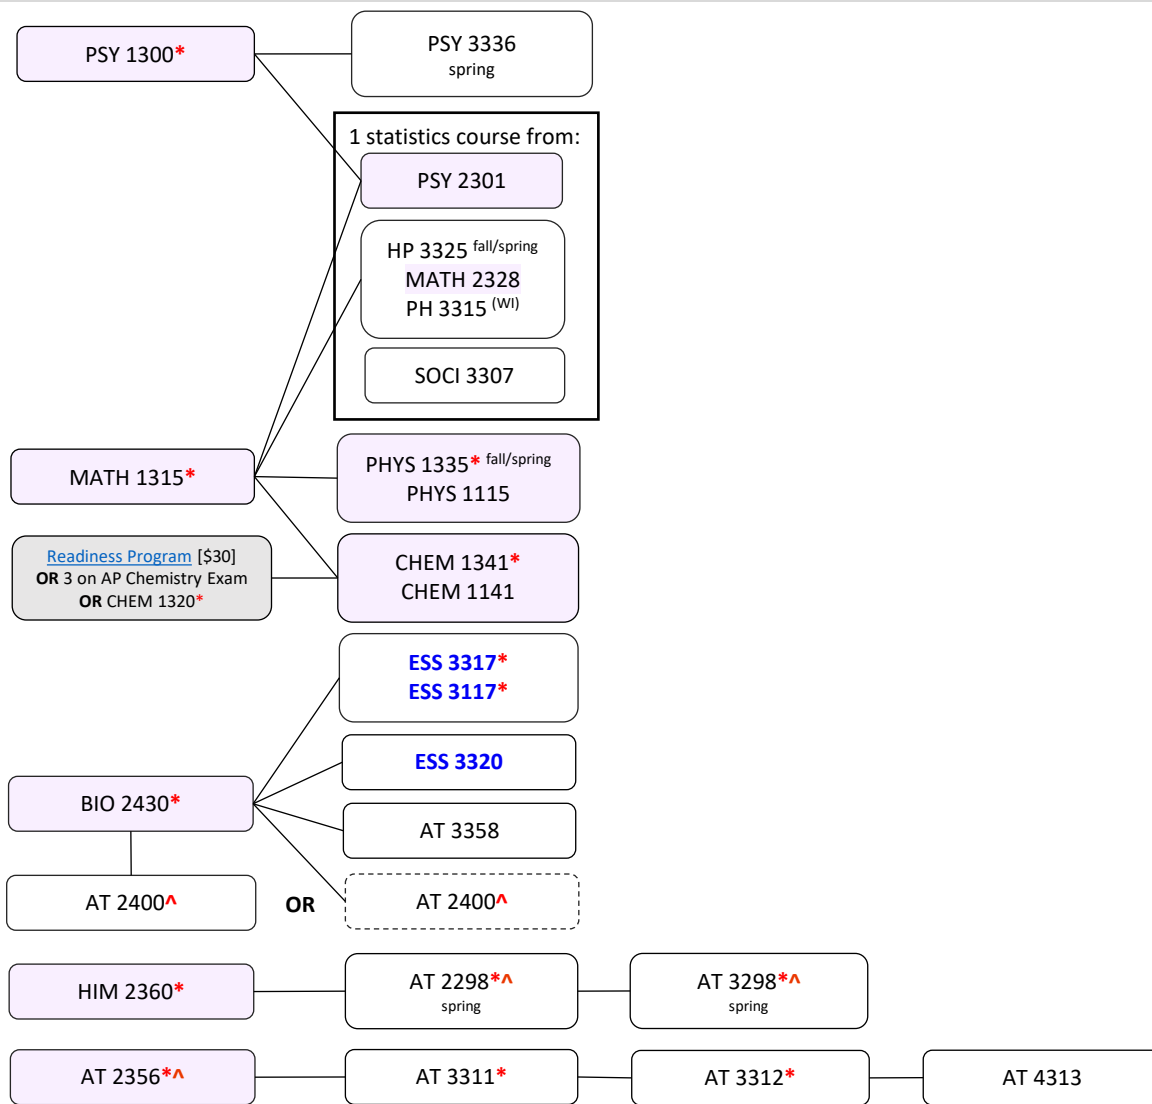 PSY 1300*
PSY 3336
spring
1 statistics course from:
PSY 2301
HP 3325 fall/spring
MATH 2328
PH 3315 (WI)
SOCI 3307
MATH 1315*
PHYS 1335* fall/spring
PHYS 1115
Readiness Program [$30]
OR 3 on AP Chemistry Exam
OR CHEM 1320*
CHEM 1341*
CHEM 1141
ESS 3317*
ESS 3117*
ESS 3320
BIO 2430*
AT 3358
AT 2400^
OR
AT 2400^
HIM 2360*
AT 2298*^
spring
AT 3298*^
spring
AT 2356*^
AT 3311*
AT 3312*
AT 4313